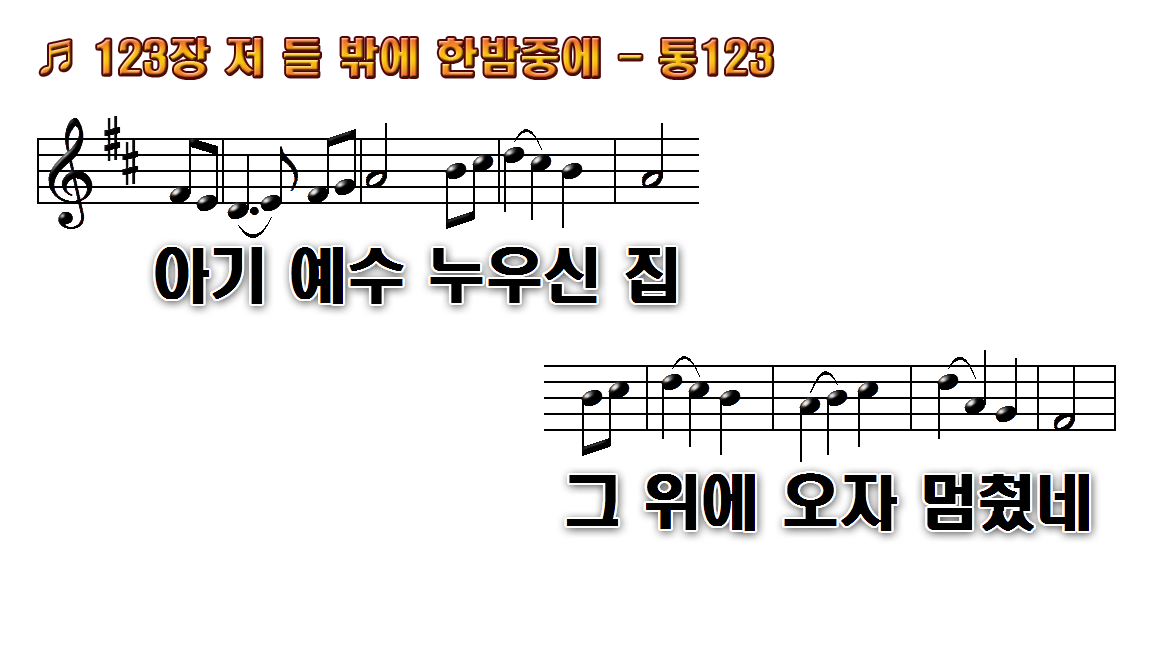 ♬ 123장 저 들 밖에 한밤중에 - 통123
아기 예수 누우신 집
그 위에 오자 멈췄네